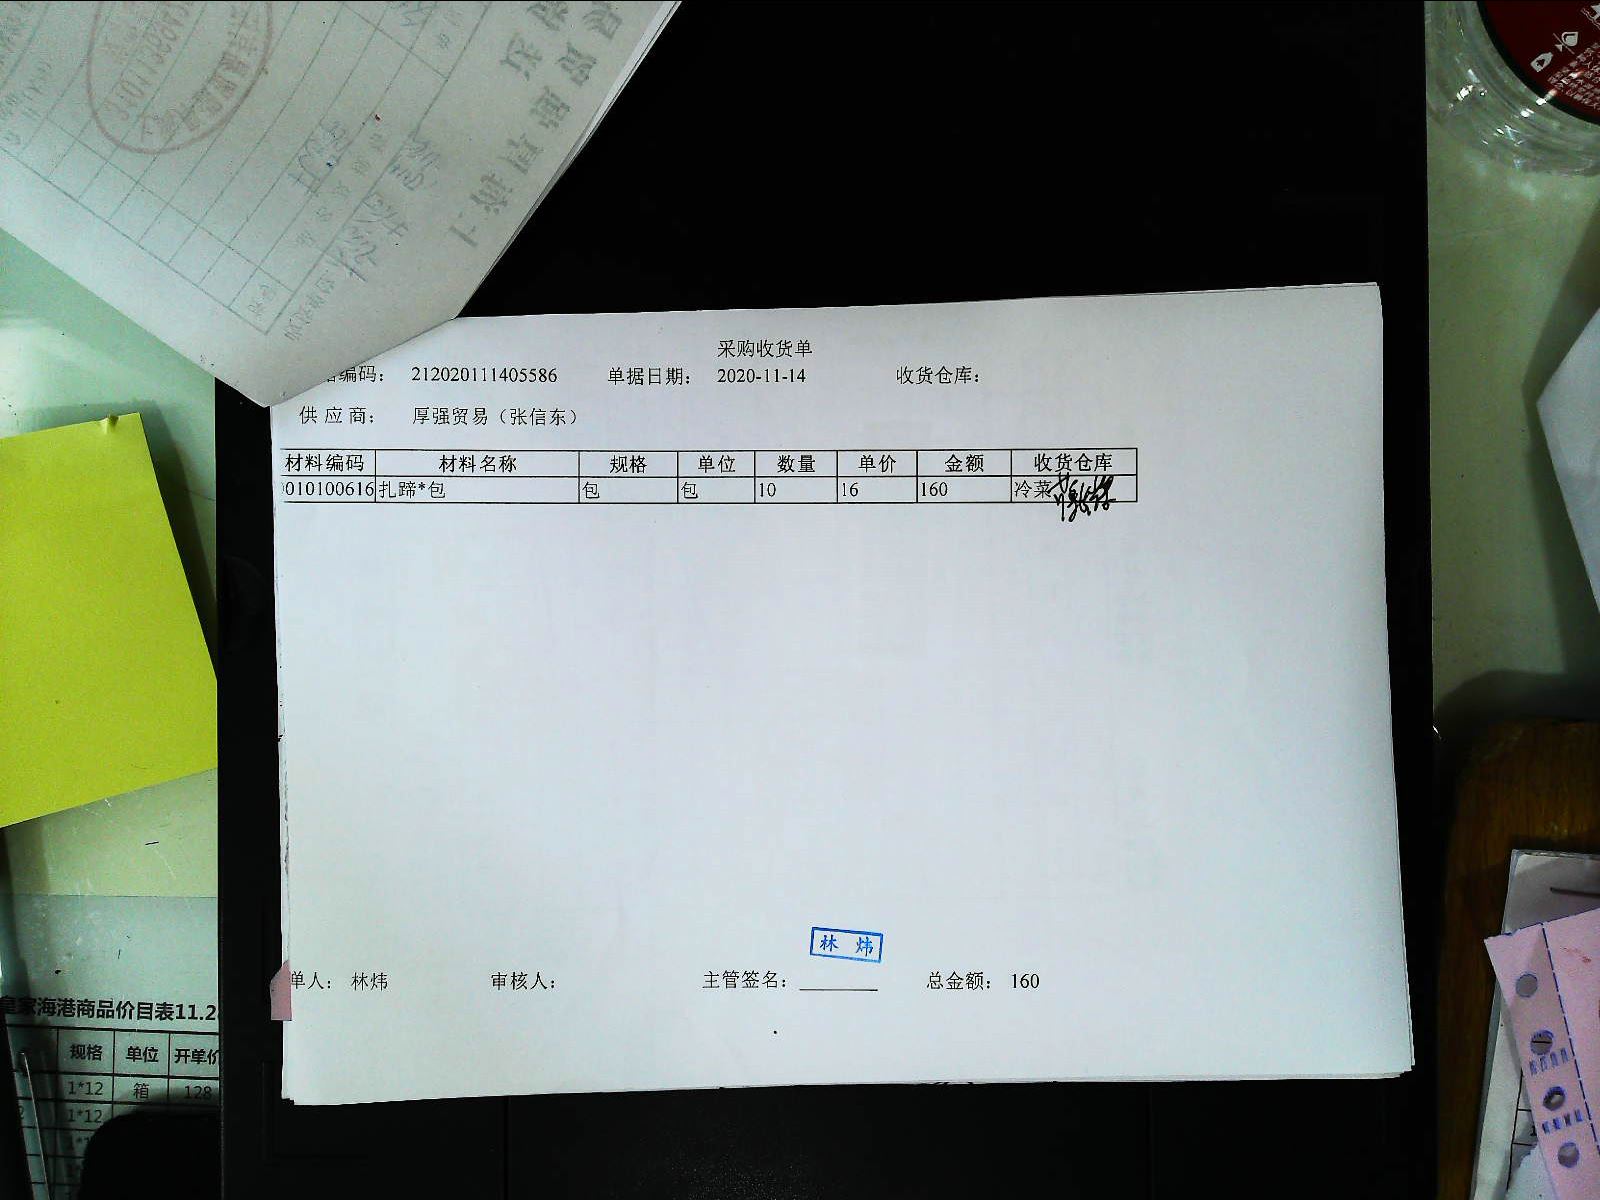 采购收货单
编码： 212020111405586 单据日期： 2020-11-14 收货仓库：
供应商： 厚强贸易（张信东）
材料编码 材料名称 规格 单位 数量 单价 金额 收货仓库
010100616 扎蹄*包 包 包 10 16 160 冷菜
林 炜
单人： 林炜 审核人： 主管签名： 总金额： 160
皇家海港商品价目表11.2
规格 单位 开单价
1*12 箱 128
1*12